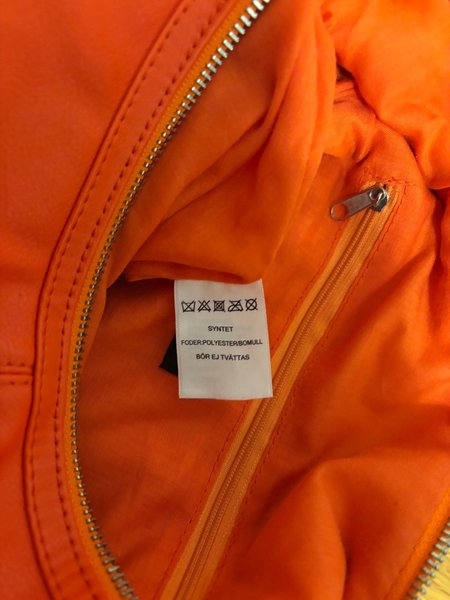 SYNTET
FODER:POLYESTER/BOMULL
BÖR EJ TVÄTTAS